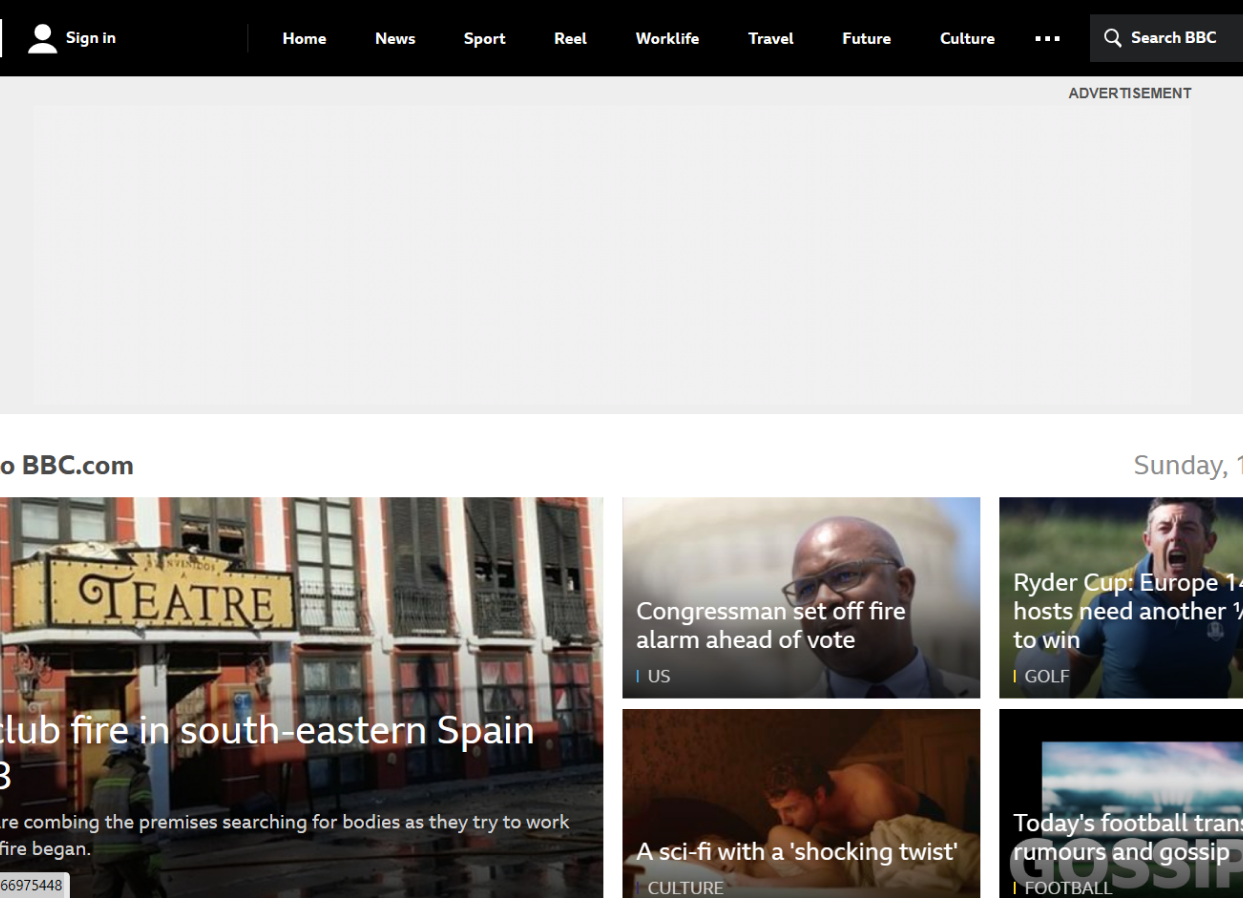 Sign in
Home
News
Sport
Reel
Worklife
Travel
Future
Culture
Search BBC
ADVERTISEMENT
o BBC.com
Sunday, 1
BIENVENIDOS
A
TEATRE
club fire in south-eastern Spain
3
re combing the premises searching for bodies as they try to work
fire began.
66975448
Congressman set off fire
alarm ahead of vote
US
Ryder Cup: Europe 14
hosts need another ½
to win
GOLF
A sci-fi with a 'shocking twist'
CULTURE
Today's football trans
rumours and gossip
GOSSIP
FOOTBALL